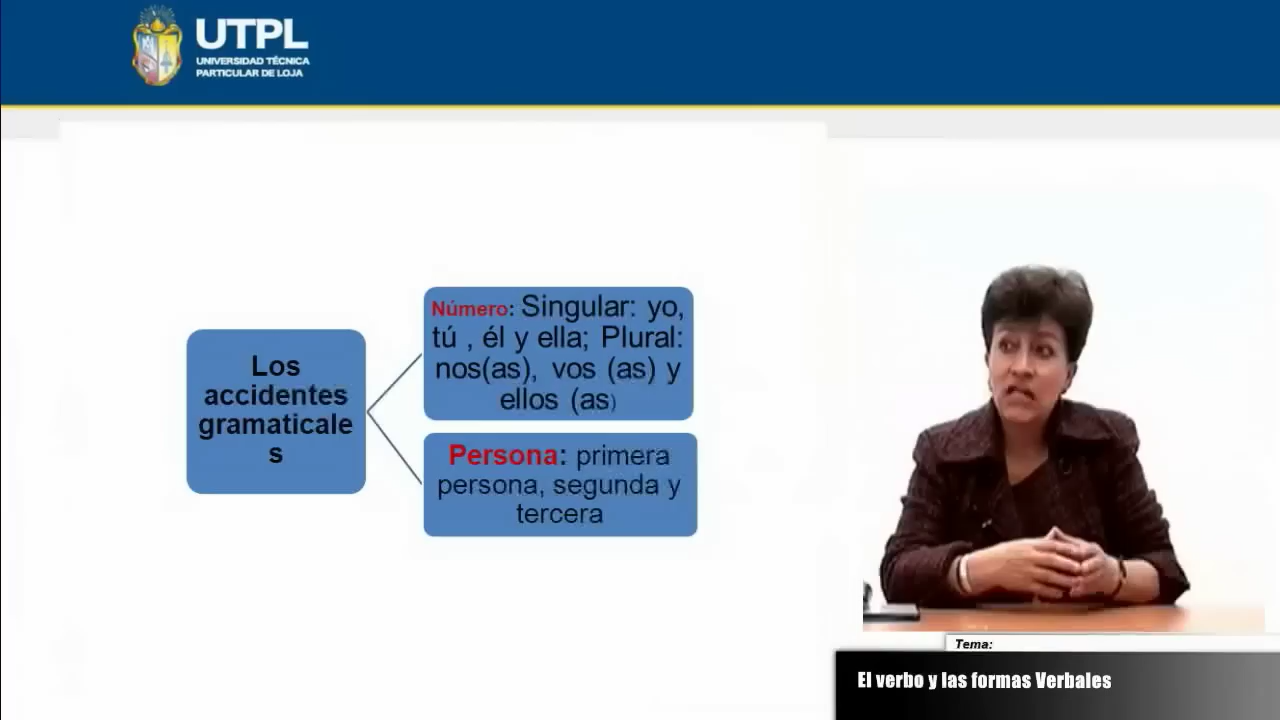 UTPL
UNIVERSIDAD TÉCNICA
PARTICULAR DE LOJA
Los
accidentes
gramaticale
s
Número: Singular: yo,
tú , él y ella; Plural:
nos(as), vos (as) y
ellos (as)
Persona: primera
persona, segunda y
tercera
Tema:
El verbo y las formas Verbales